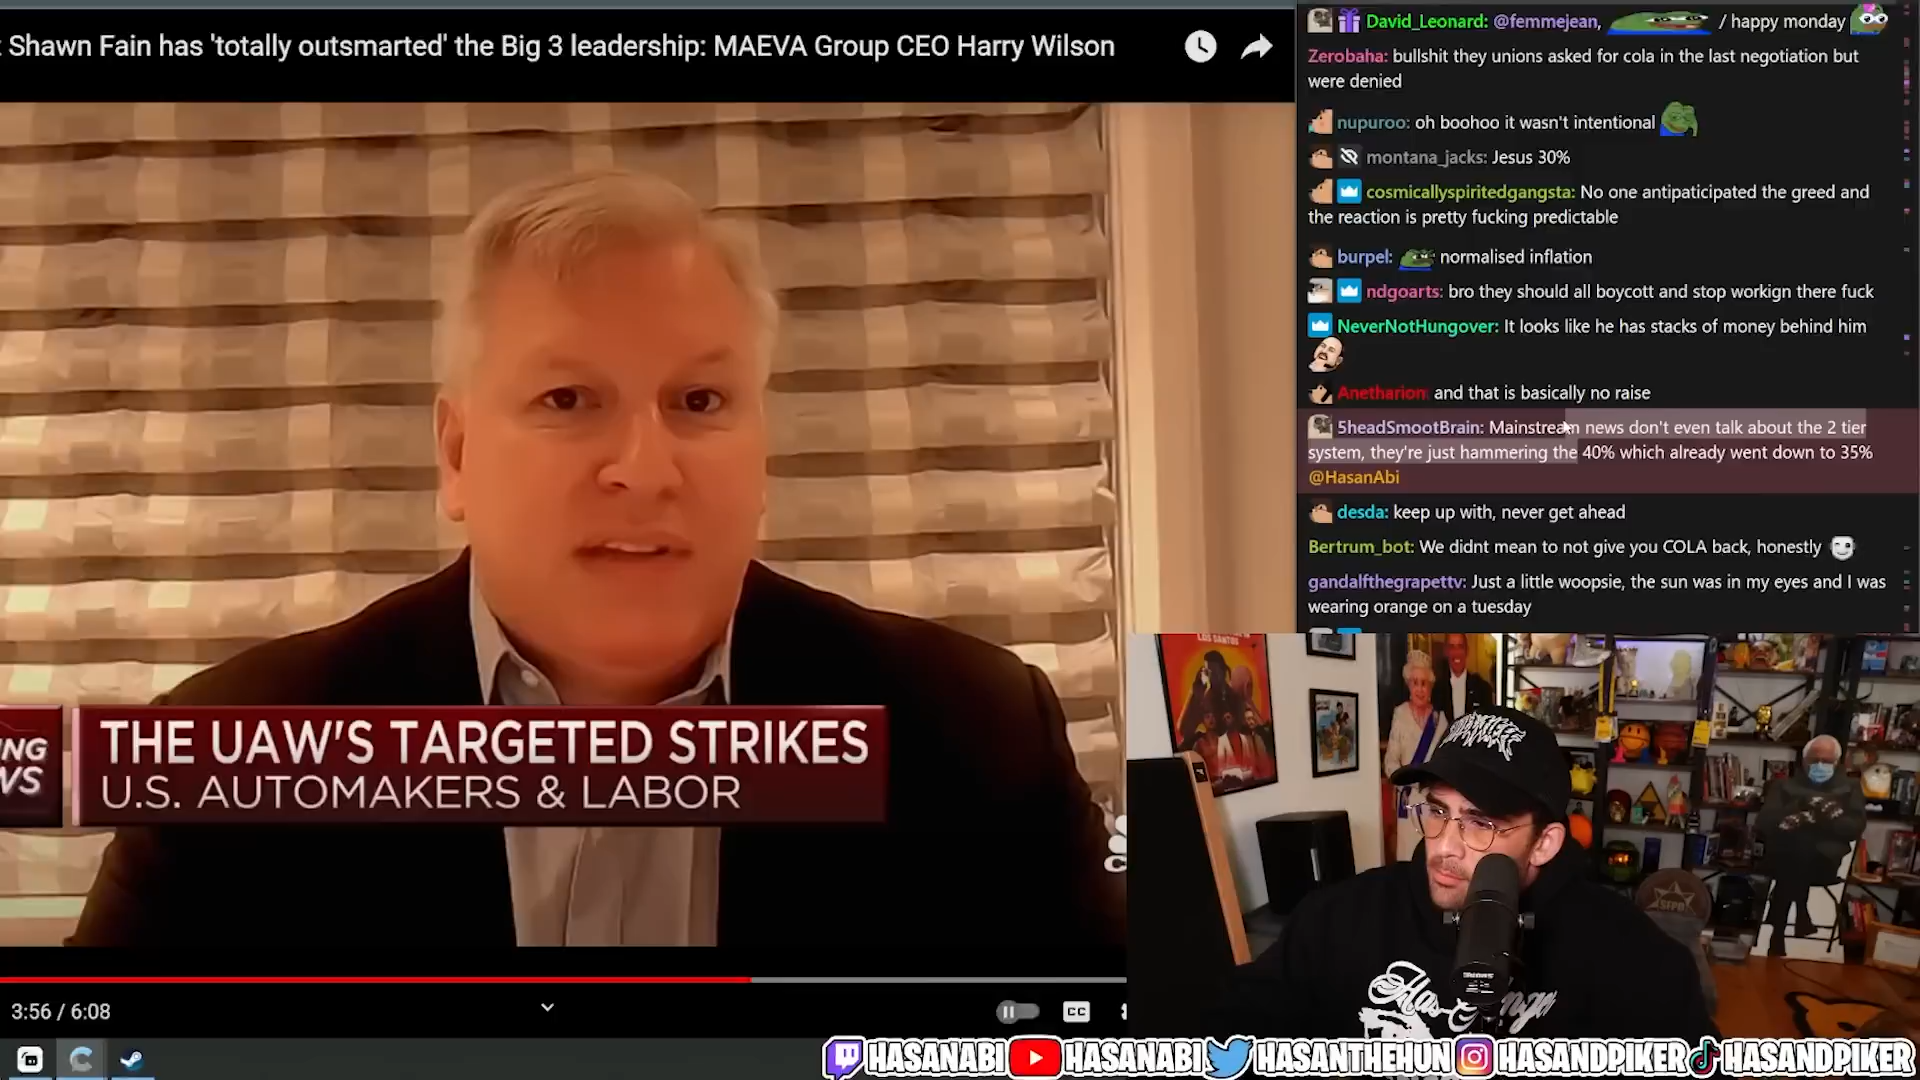 : Shawn Fain has 'totally outsmarted' the Big 3 leadership: MAEVA Group CEO Harry Wilson
David_Leonard: @femmejean, / happy monday
Zerobaha: bullshit they unions asked for cola in the last negotiation but
were denied
nupuroo: oh boohoo it wasn't intentional
montana_jacks: Jesus 30%
cosmicallyspiritedgangsta: No one antipaticipated the greed and
the reaction is pretty fucking predictable
burpel: normalised inflation
ndgoarts: bro they should all boycott and stop workign there fuck
NeverNotHungover: It looks like he has stacks of money behind him
Anetharion: and that is basically no raise
5headSmootBrain: Mainstream news don't even talk about the 2 tier
system, they're just hammering the 40% which already went down to 35%
@HasanAbi
desda: keep up with, never get ahead
Bertrum_bot: We didnt mean to not give you COLA back, honestly
gandalfthegrapettv: Just a little woopsie, the sun was in my eyes and I was
wearing orange on a tuesday
LOS SANTOS
ING
WS
THE UAW'S TARGETED STRIKES
U.S. AUTOMAKERS & LABOR
3:56 / 6:08
CC
HASANABI HASANABI HASANTHEHUN HASANDPIKER HASANDPIKER